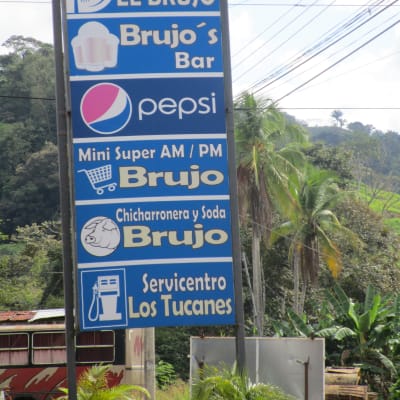 EL BRUJO
Brujo´s
Bar
pepsi
Mini Super AM / PM
Brujo
Chicharronera y Soda
Brujo
Servicentro
Los Tucanes